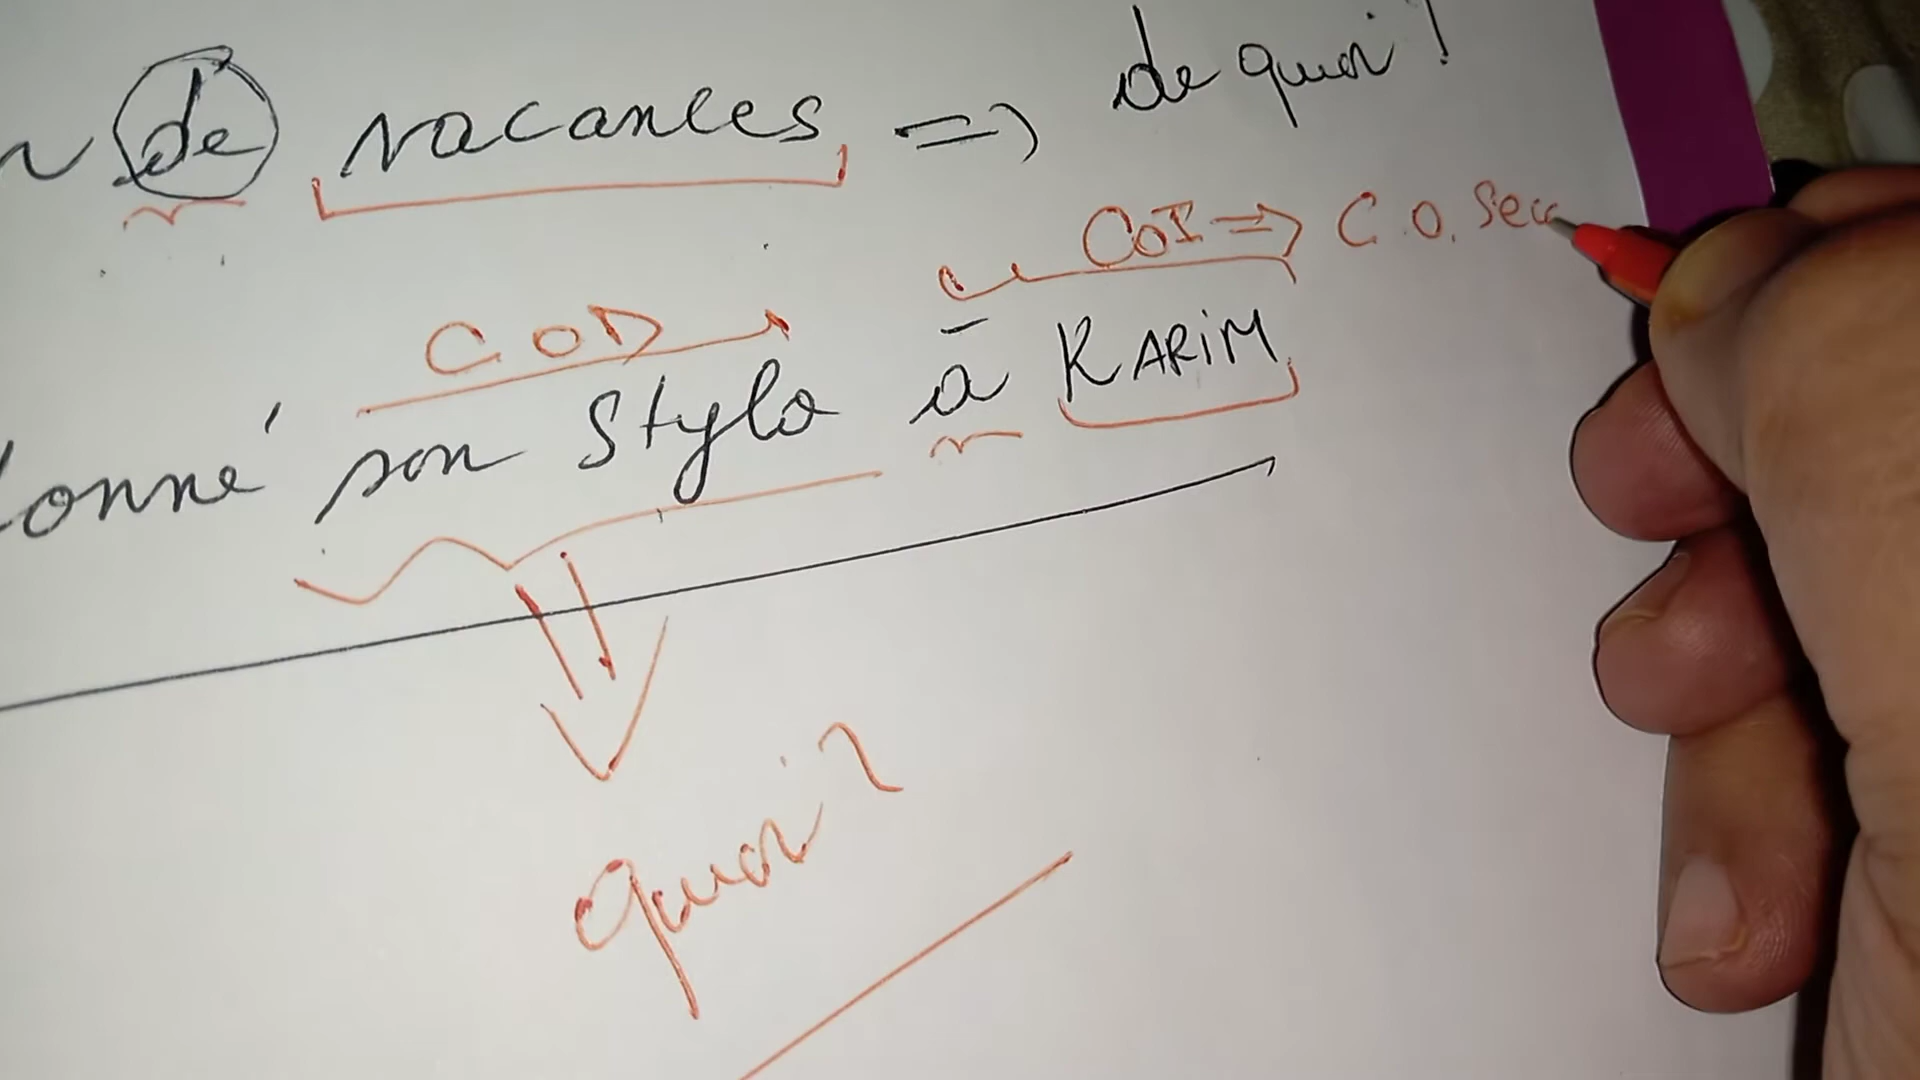 de vacances => de quoi ?
COI => C.O. Sec
COD
donné son Stylo à KARIM
quoi ?